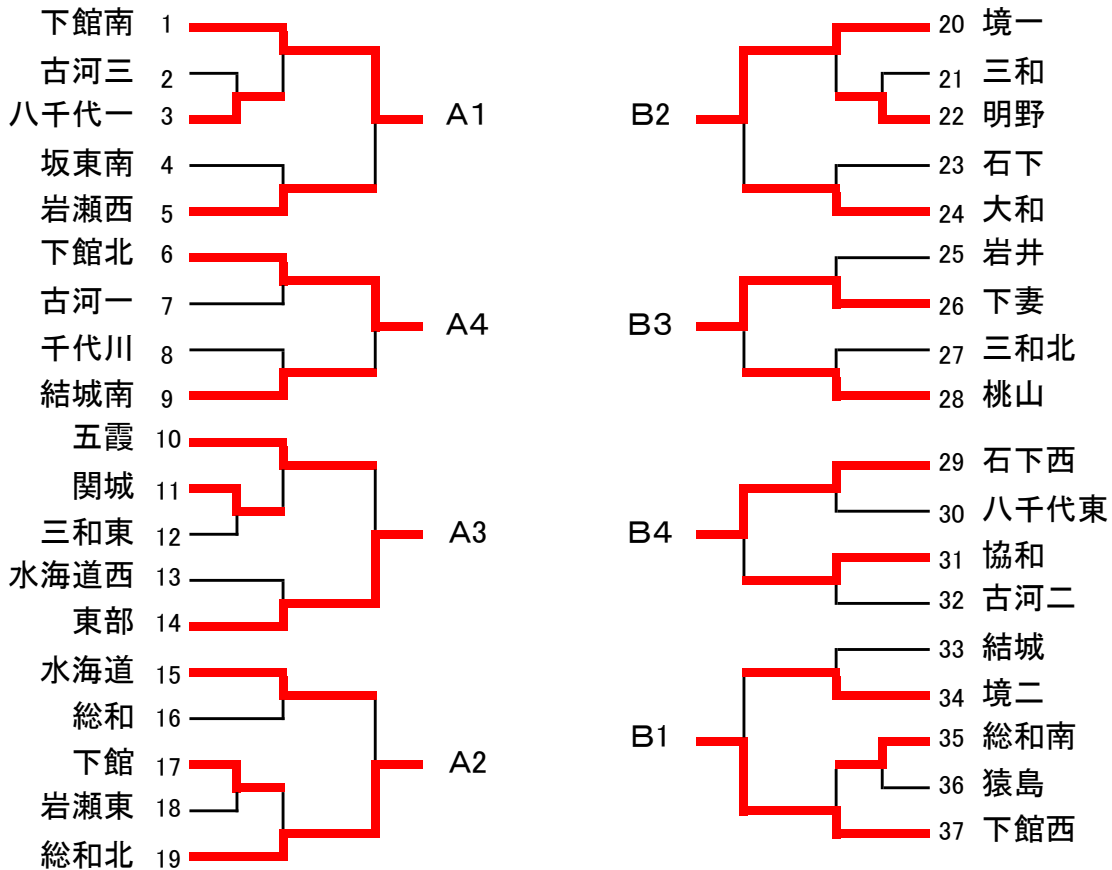 下館南 1
古河三 2
八千代一 3
A1
坂東南 4
岩瀬西 5
下館北 6
古河一 7
A4
千代川 8
結城南 9
五霞 10
関城 11
三和東 12
A3
水海道西 13
東部 14
水海道 15
総和 16
下館 17
A2
岩瀬東 18
総和北 19
20 境一
21 三和
B2
22 明野
23 石下
24 大和
25 岩井
26 下妻
B3
27 三和北
28 桃山
29 石下西
30 八千代東
B4
31 協和
32 古河二
33 結城
34 境二
B1
35 総和南
36 猿島
37 下館西